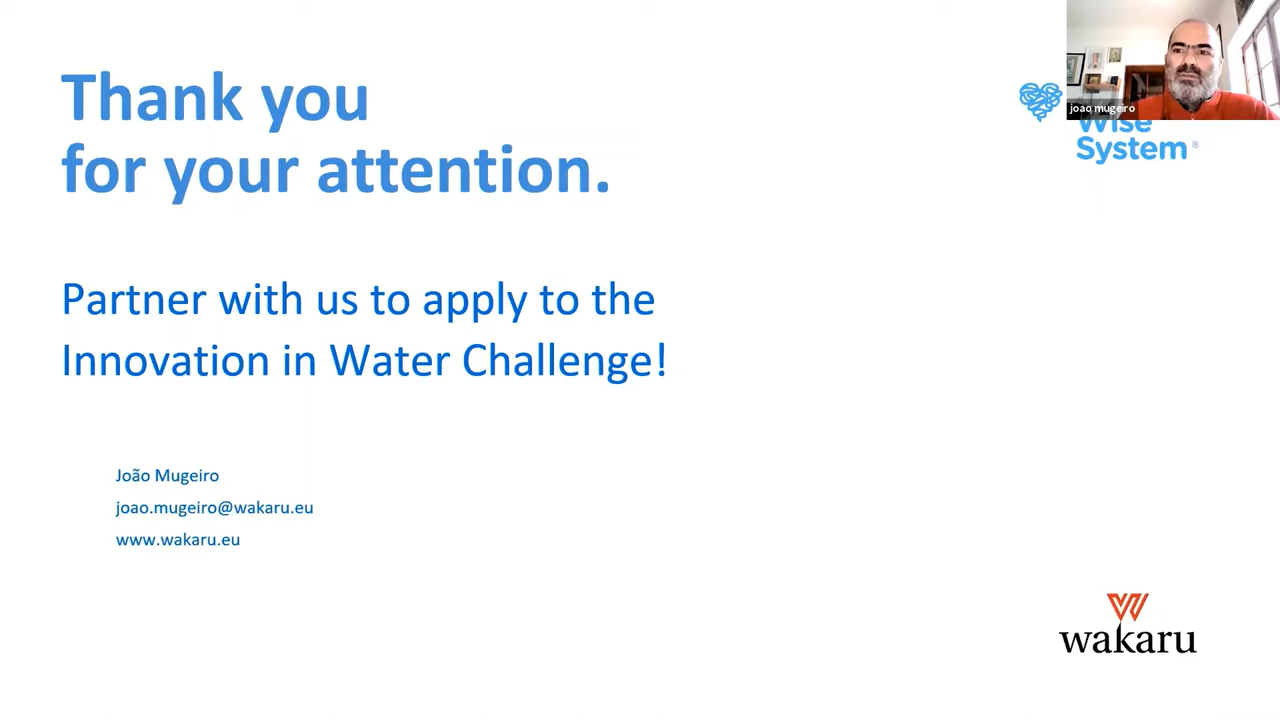 Thank you
for your attention.
joao mugeiro
Wise
System®
Partner with us to apply to the
Innovation in Water Challenge!
João Mugeiro
joao.mugeiro@wakaru.eu
www.wakaru.eu
wakaru